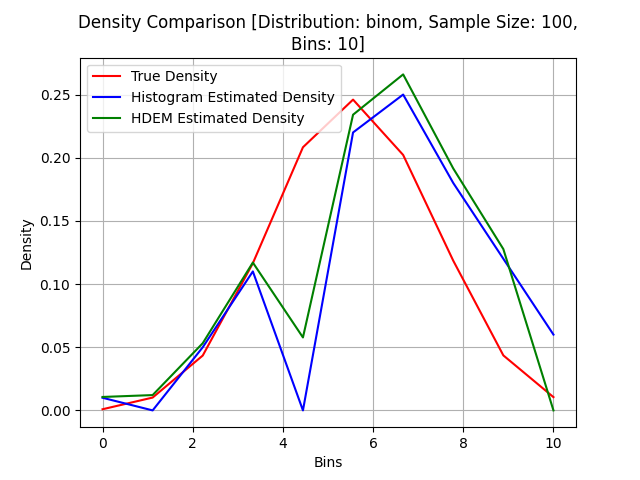 Density Comparison [Distribution: binom, Sample Size: 100,
Bins: 10]
True Density
Histogram Estimated Density
HDEM Estimated Density
Density
0.25
0.20
0.15
0.10
0.05
0.00
0 2 4 6 8 10
Bins